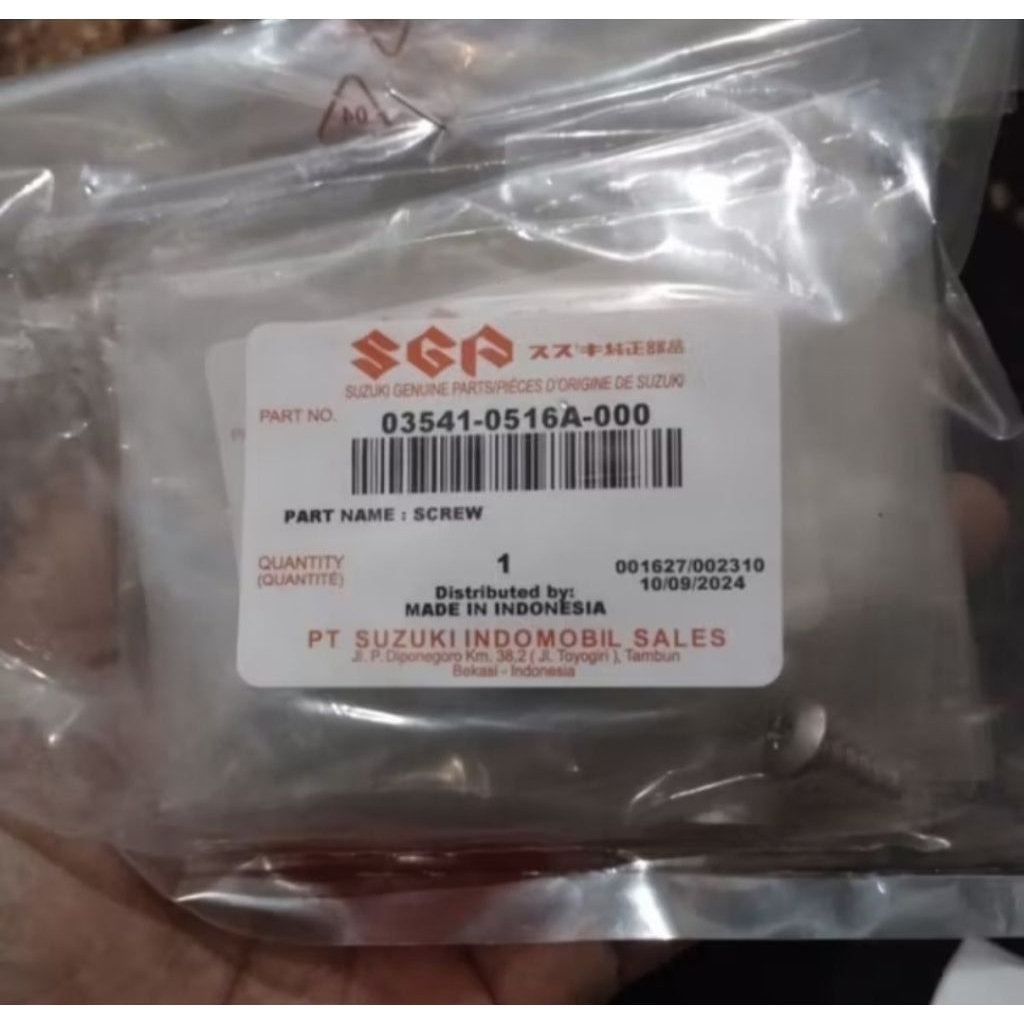 04
SGP スズキ純正部品
SUZUKI GENUINE PARTS/PIÈCES D'ORIGINE DE SUZUKI
PART NO. 03541-0516A-000
PART NAME : SCREW
QUANTITY 1 001627/002310
(QUANTITÉ) 10/09/2024
Distributed by:
MADE IN INDONESIA
PT SUZUKI INDOMOBIL SALES
Jl. P. Diponegoro Km. 38,2 ( Jl. Toyogiri ), Tambun
Bekasi - Indonesia